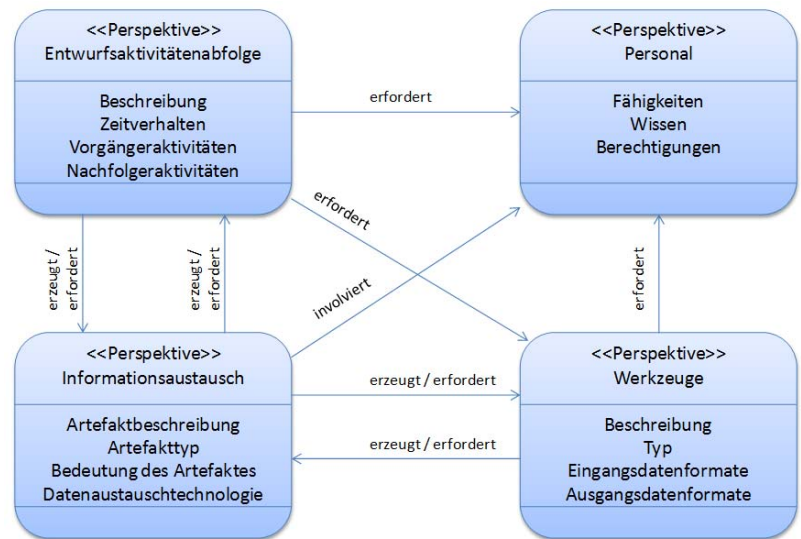 <<Perspektive>>
Entwurfsaktivitätenabfolge
Beschreibung
Zeitverhalten
Vorgängeraktivitäten
Nachfolgeraktivitäten
erfordert
<<Perspektive>>
Personal
Fähigkeiten
Wissen
Berechtigungen
erzeugt /
erfordert
erzeugt /
erfordert
erfordert
involviert
erfordert
<<Perspektive>>
Informationsaustausch
Artefaktbeschreibung
Artefakttyp
Bedeutung des Artefaktes
Datenaustauschtechnologie
erzeugt / erfordert
erzeugt / erfordert
<<Perspektive>>
Werkzeuge
Beschreibung
Typ
Eingangsdatenformate
Ausgangsdatenformate